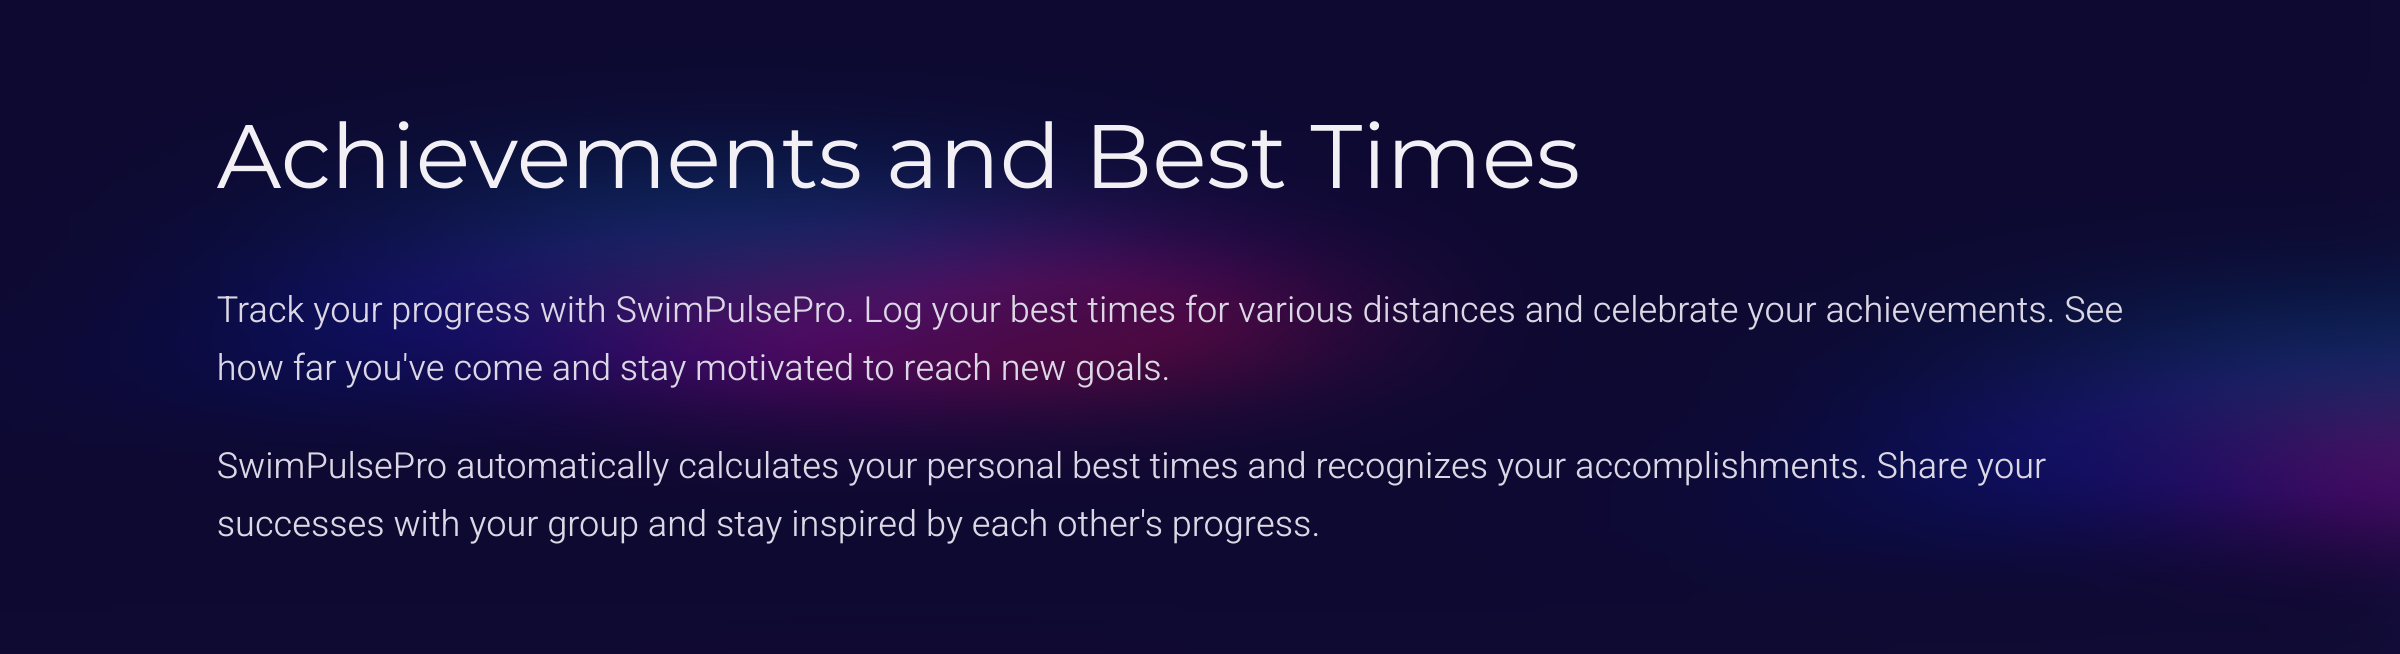 Achievements and Best Times
Track your progress with SwimPulsePro. Log your best times for various distances and celebrate your achievements. See
how far you've come and stay motivated to reach new goals.
SwimPulsePro automatically calculates your personal best times and recognizes your accomplishments. Share your
successes with your group and stay inspired by each other's progress.